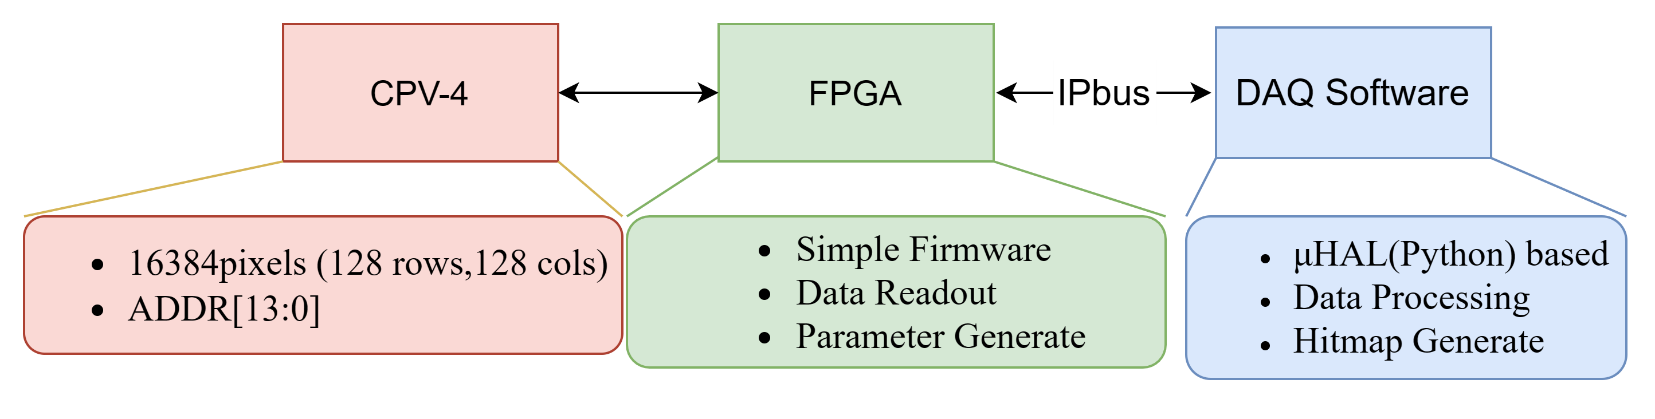 CPV-4
FPGA
IPbus
DAQ Software
• 16384pixels (128 rows,128 cols)
• ADDR[13:0]
• Simple Firmware
• Data Readout
• Parameter Generate
• μHAL(Python) based
• Data Processing
• Hitmap Generate